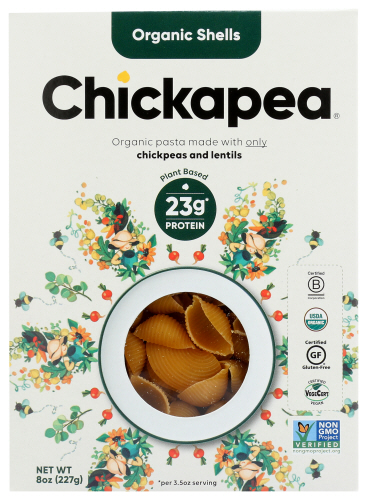 Organic Shells
Chickapea®
Organic pasta made with only
chickpeas and lentils
Plant Based
23g*
PROTEIN
Certified
B
Corporation
USDA
ORGANIC
Certified
GF
Gluten-Free
certified
VegeCert
VEGAN
NON
GMO
Project
VERIFIED
nongmoproject.org
NET WT
8oz (227g)
*per 3.5oz serving